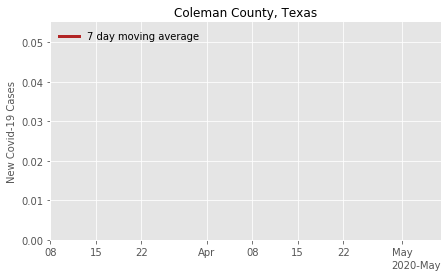 Coleman County, Texas
7 day moving average
New Covid-19 Cases
0.05
0.04
0.03
0.02
0.01
0.00
08 15 22 Apr 08 15 22 May
2020-May